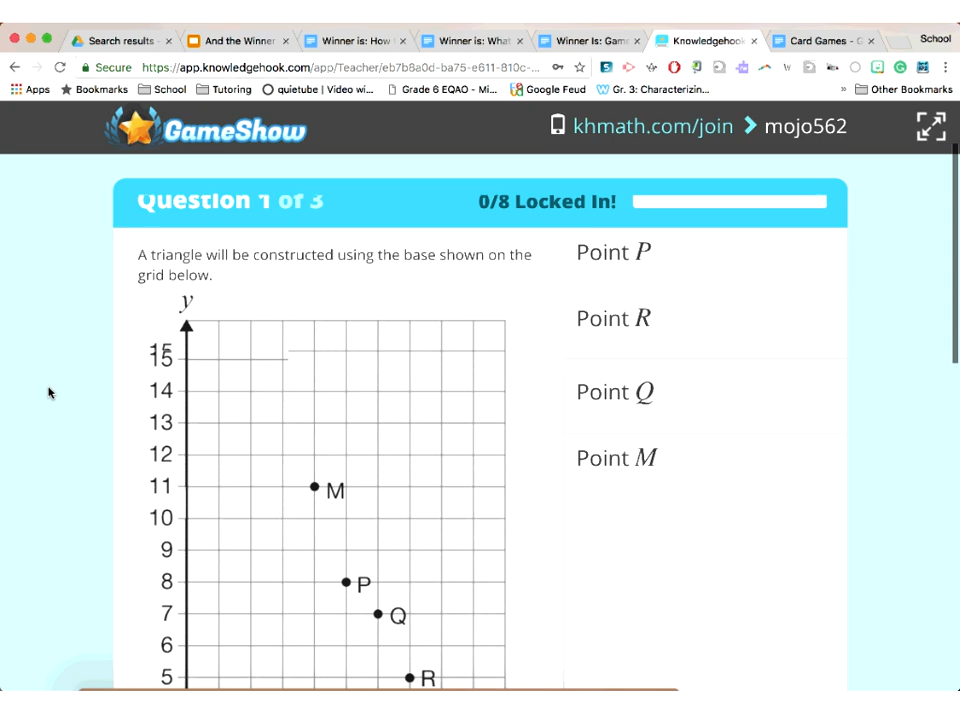 Search results - And the Winner Winner is: How Winner is: What Winner Is: Gam Knowledgehook Card Games - G School
Secure https://app.knowledgehook.com/app/Teacher/eb7b8a0d-ba75-e611-810c-...
Apps Bookmarks School Tutoring quietube | Video wi... Grade 6 EQAO - Mi... Google Feud Gr. 3: Characterizin... » Other Bookmarks
GameShow khmath.com/join mojo562
Question 1 of 3 0/8 Locked In!
A triangle will be constructed using the base shown on the
grid below.
y
15
15
14
13
12
11
10
9
8
7
6
5
M
P
Q
R
Point P
Point R
Point Q
Point M